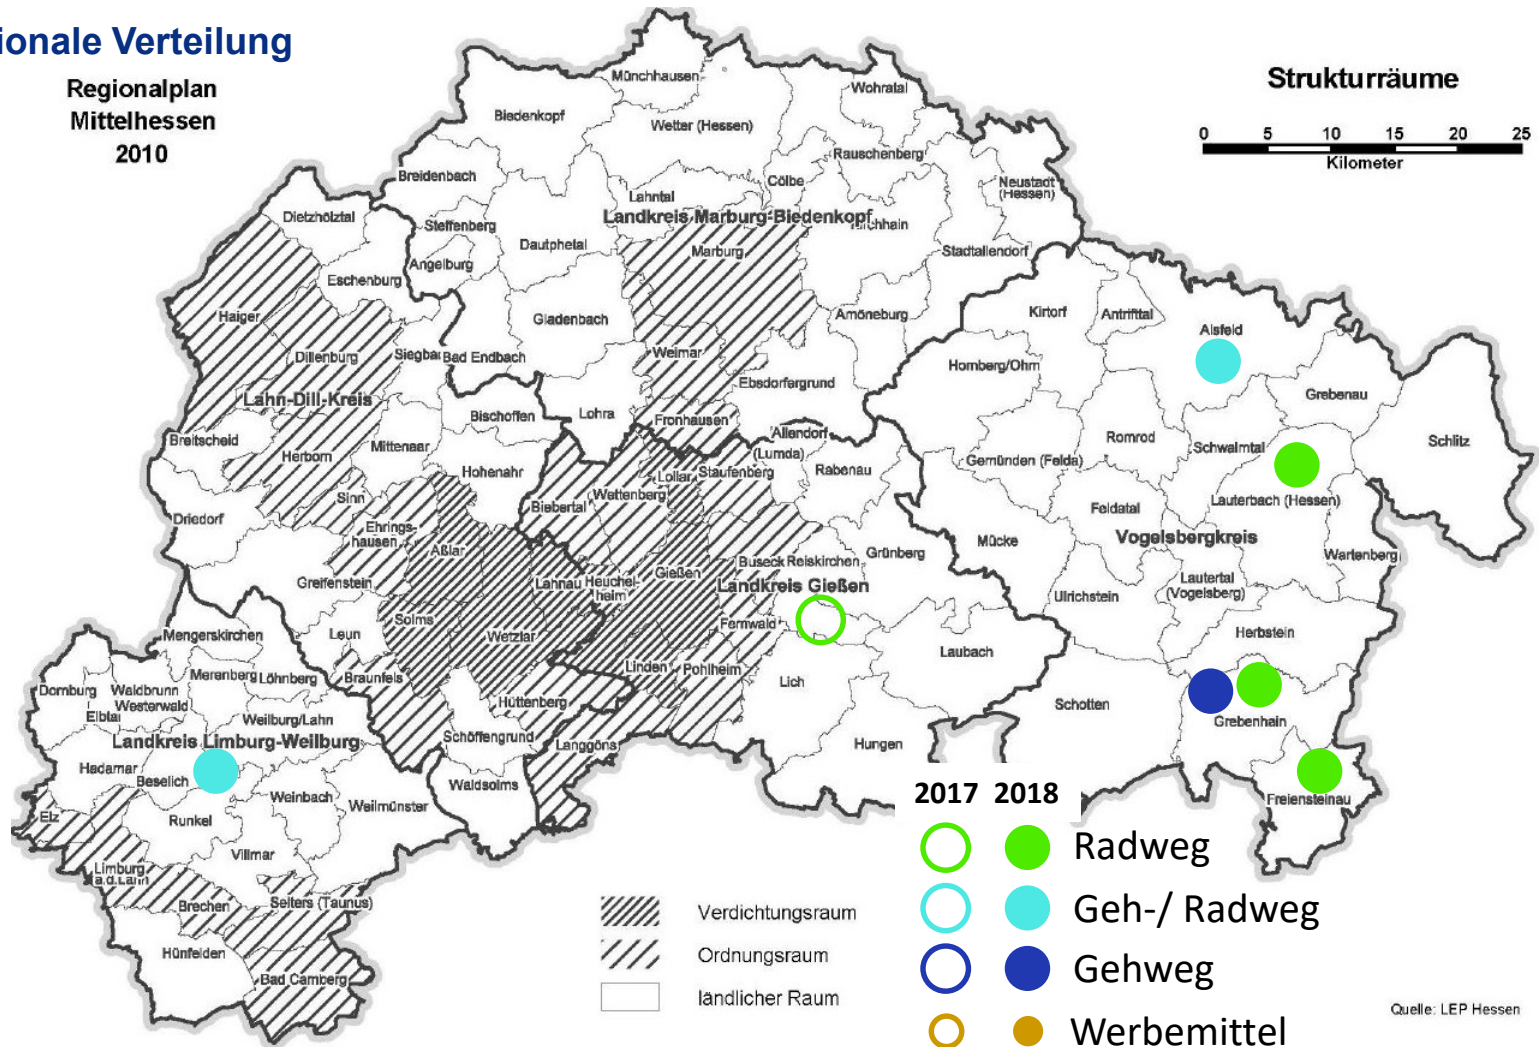 ionale Verteilung
Regionalplan
Mittelhessen
2010
Strukturräume
0 5 10 15 20 25
Kilometer
Münchhausen
Wohratal
Biedenkopf
Wetter (Hessen)
Rauschenberg
Breidenbach
Cölbe
Neustadt
(Hessen)
Lahntal
Dietzhölztal
Landkreis Marburg-Biedenkopf
Steffenberg
Dautphetal
Marburg
Stadtallendorf
Angelburg
Eschenburg
Haiger
Gladenbach
Amöneburg
Kirtorf
Antrifttal
Alsfeld
Dillenburg
Siegbac
Bad Endbach
Weimar
Homberg/Ohm
Ebsdorfergrund
Grebenau
Lahn-Dill-Kreis
Bischoffen
Lohra
Fronhausen
Breitscheid
Mittenaar
Allendorf
(Lumda)
Romrod
Schwalmtal
Schlitz
Herborn
Hohenahr
Lollar
Staufenberg
Rabenau
Gemünden (Felda)
Sinn
Wettenberg
Biebertal
Lauterbach (Hessen)
Driedorf
Ehrings-
hausen
Feldatal
Aßlar
Mücke
Vogelsbergkreis
Grünberg
Wartenberg
Buseck
Reiskirchen
Gießen
Greifenstein
Lahnau
Heuchel-
heim
Landkreis Gießen
Lautertal
(Vogelsberg)
Ulrichstein
Solms
Fernwald
Leun
Wetzlar
Herbstein
Mengerskirchen
Laubach
Merenberg
Löhnberg
Braunfels
Linden
Pohlheim
Lich
Dornburg
Waldbrunn
Westerwald
Elbtal
Hüttenberg
Schotten
Weilburg/Lahn
Grebenhain
Landkreis Limburg-Weilburg
Schöffengrund
Langgöns
Hungen
Hadamar
Beselich
Waldsolms
Weinbach
Weilmünster
Freiensteinau
Elz
Runkel
Villmar
Limburg
a.d.Lahn
Brechen
Selters (Taunus)
Hünfelden
Bad Camberg
2017 2018
Radweg
Geh-/ Radweg
Gehweg
Werbemittel
Verdichtungsraum
Ordnungsraum
ländlicher Raum
Quelle: LEP Hessen